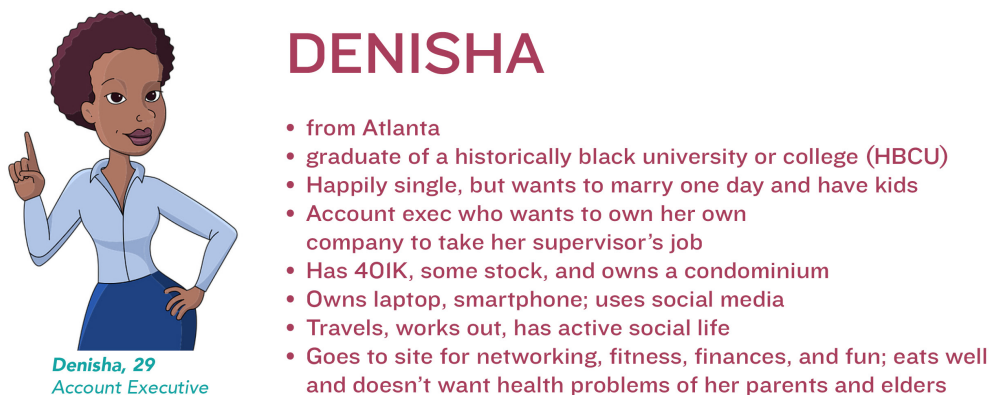 DENISHA
• from Atlanta
• graduate of a historically black university or college (HBCU)
• Happily single, but wants to marry one day and have kids
• Account exec who wants to own her own
company to take her supervisor's job
• Has 401K, some stock, and owns a condominium
• Owns laptop, smartphone; uses social media
• Travels, works out, has active social life
• Goes to site for networking, fitness, finances, and fun; eats well
and doesn't want health problems of her parents and elders
Denisha, 29
Account Executive